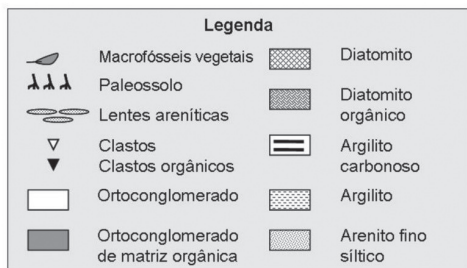 Legenda
Macrofósseis vegetais
Paleossolo
Lentes areníticas
Clastos
Clastos orgânicos
Ortoconglomerado
Ortoconglomerado
de matriz orgânica
Diatomito
Diatomito
orgânico
Argilito
carbonoso
Argilito
Arenito fino
síltico